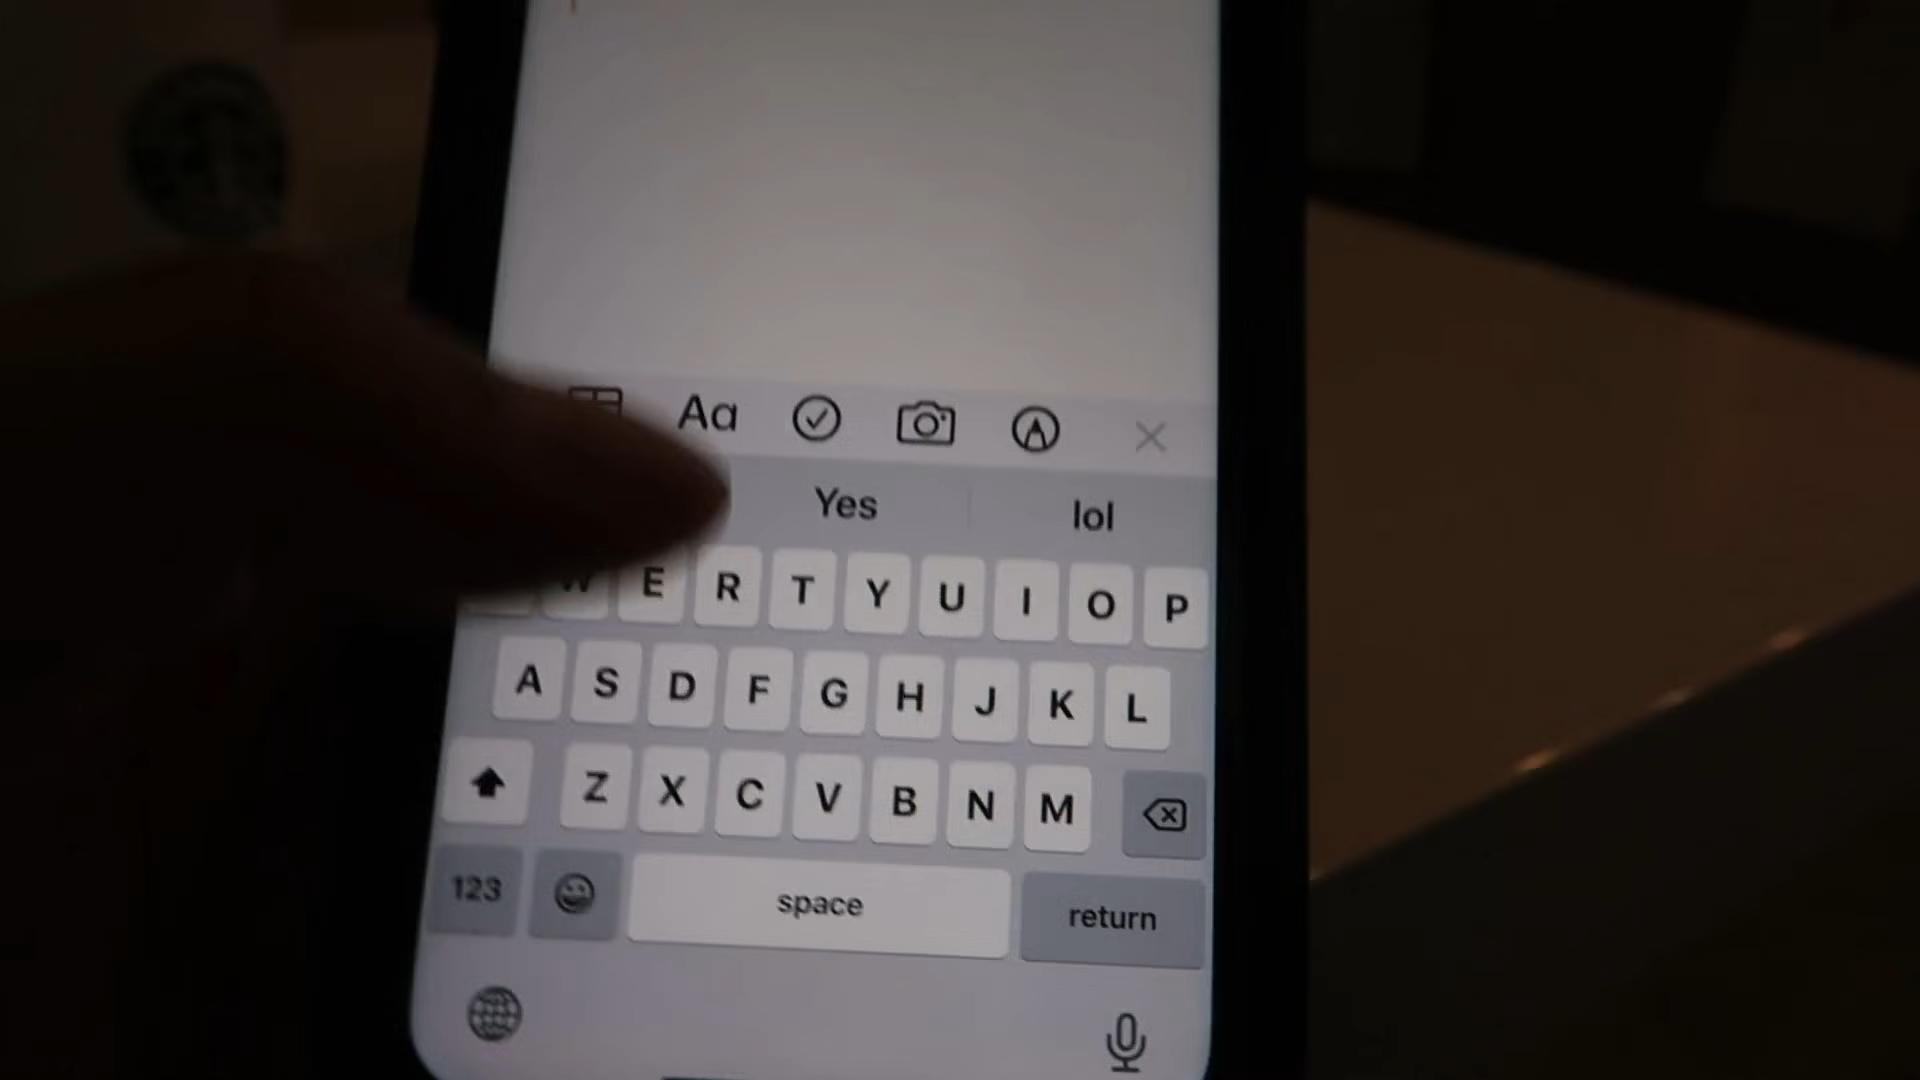 Aa
Yes lol
W E R T Y U I O P
A S D F G H J K L
Z X C V B N M
123 space return